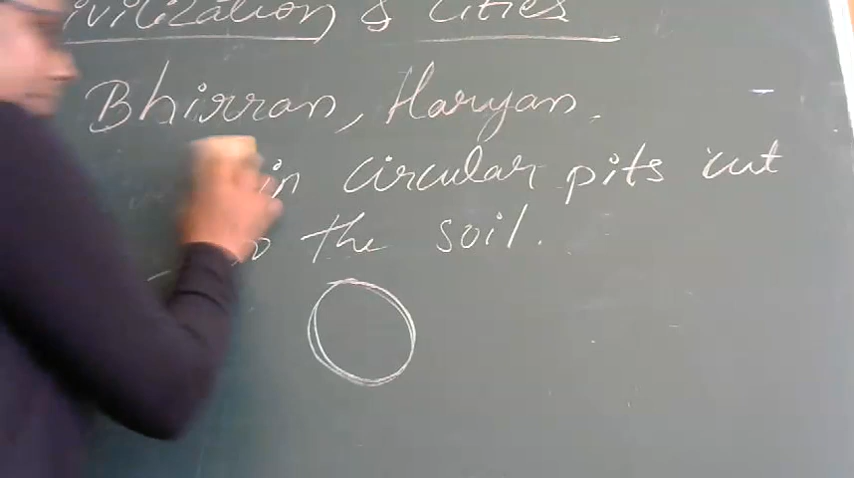 ivilization & Cities
Bhirran, Haryan.
in circular pits cut
o the soil.